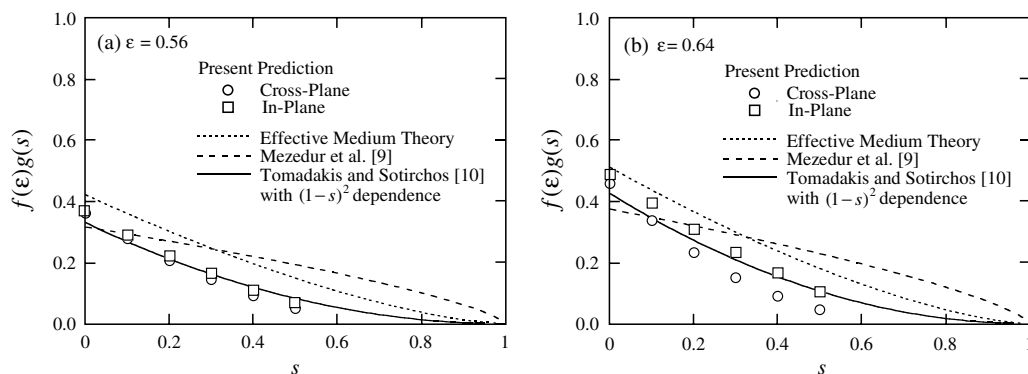 (a) ε = 0.56
Present Prediction
Cross-Plane
In-Plane
Effective Medium Theory
Mezedur et al. [9]
Tomadakis and Sotirchos [10]
with (1−s)² dependence
1.0
0.8
0.6
0.4
0.2
0.0
f(ε)g(s)
0
0.2
0.4
0.6
0.8
1
s
(b) ε= 0.64
Present Prediction
Cross-Plane
In-Plane
Effective Medium Theory
Mezedur et al. [9]
Tomadakis and Sotirchos [10]
with (1−s)² dependence
1.0
0.8
0.6
0.4
0.2
0.0
f(ε)g(s)
0
0.2
0.4
0.6
0.8
1
s